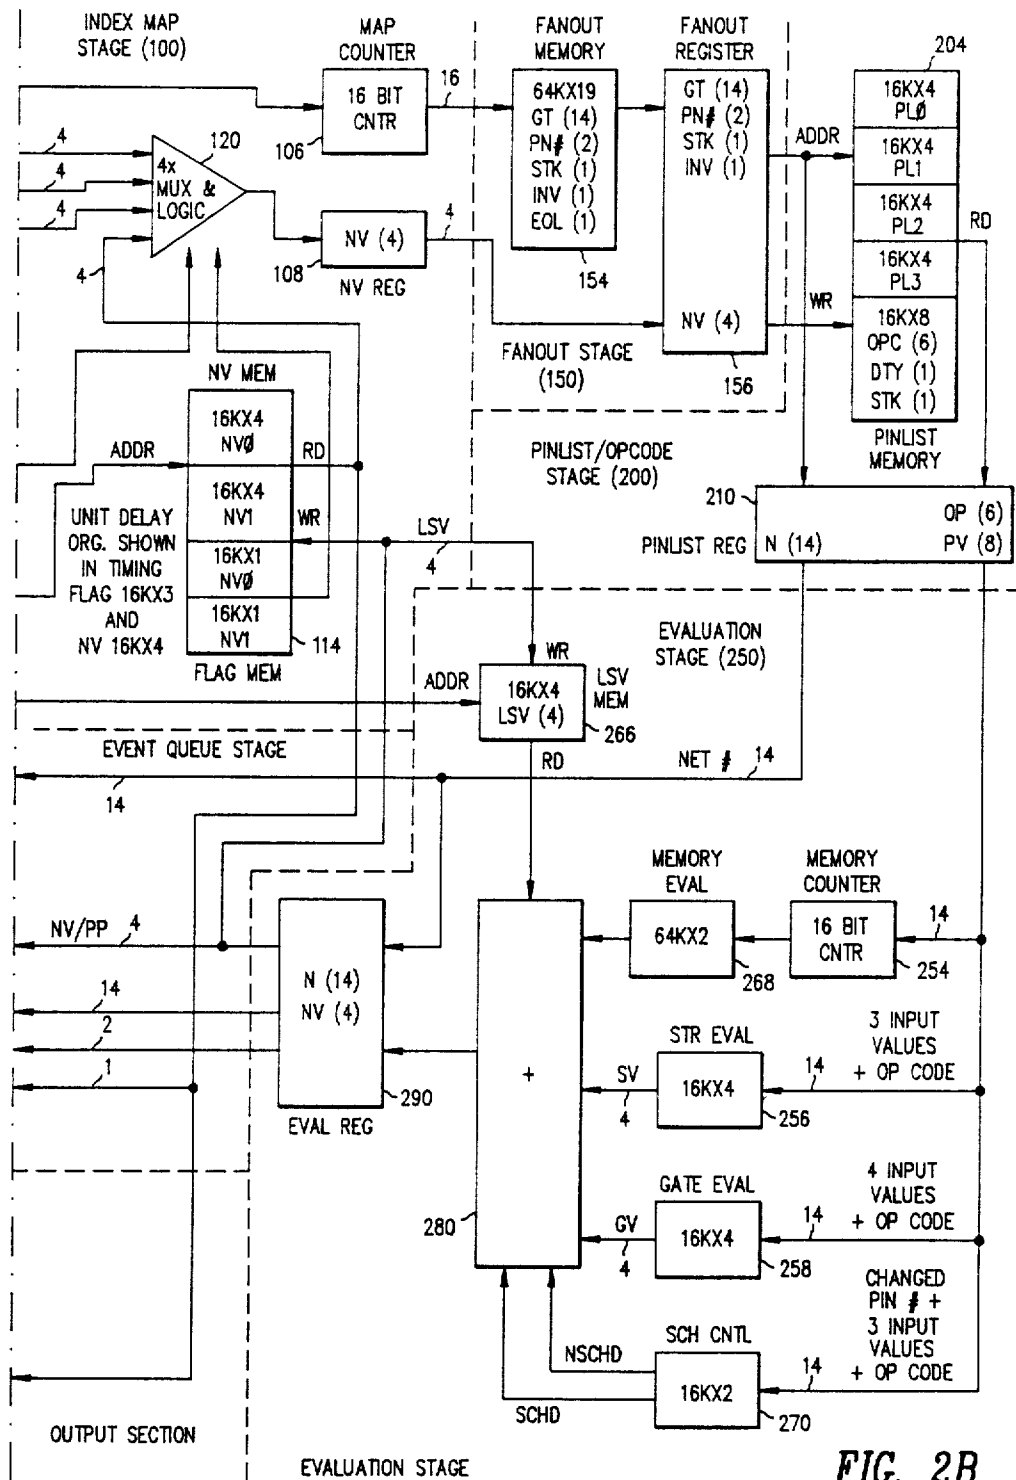 INDEX MAP
STAGE (100)
MAP
COUNTER
16 BIT
CNTR
106
16
FANOUT
MEMORY
64KX19
GT (14)
PN# (2)
STK (1)
INV (1)
EOL (1)
154
FANOUT
REGISTER
GT (14)
PN# (2)
STK (1)
INV (1)
NV (4)
156
ADDR
WR
204
16KX4
PLØ
16KX4
PL1
16KX4
PL2
16KX4
PL3
16KX8
OPC (6)
DTY (1)
STK (1)
PINLIST
MEMORY
RD
4
4
4
4
4x
MUX &
LOGIC
120
NV (4)
108
NV REG
4
FANOUT STAGE
(150)
NV MEM
16KX4
NVØ
16KX4
NV1
16KX1
NVØ
16KX1
NV1
114
FLAG MEM
ADDR
RD
WR
UNIT DELAY
ORG. SHOWN
IN TIMING
FLAG 16KX3
AND
NV 16KX4
PINLIST/OPCODE
STAGE (200)
210
PINLIST REG
N (14)
OP (6)
PV (8)
LSV
4
EVALUATION
STAGE (250)
WR
ADDR
16KX4
LSV (4)
LSV
MEM
266
RD
EVENT QUEUE STAGE
14
NET #
14
MEMORY
EVAL
64KX2
268
MEMORY
COUNTER
16 BIT
CNTR
254
14
NV/PP
4
14
2
1
N (14)
NV (4)
290
EVAL REG
+
280
STR EVAL
16KX4
256
SV
4
3 INPUT
VALUES
+ OP CODE
14
GATE EVAL
16KX4
258
GV
4
4 INPUT
VALUES
+ OP CODE
14
SCH CNTL
16KX2
270
NSCHD
SCHD
CHANGED
PIN # +
3 INPUT
VALUES
+ OP CODE
14
OUTPUT SECTION
EVALUATION STAGE
FIG. 2B